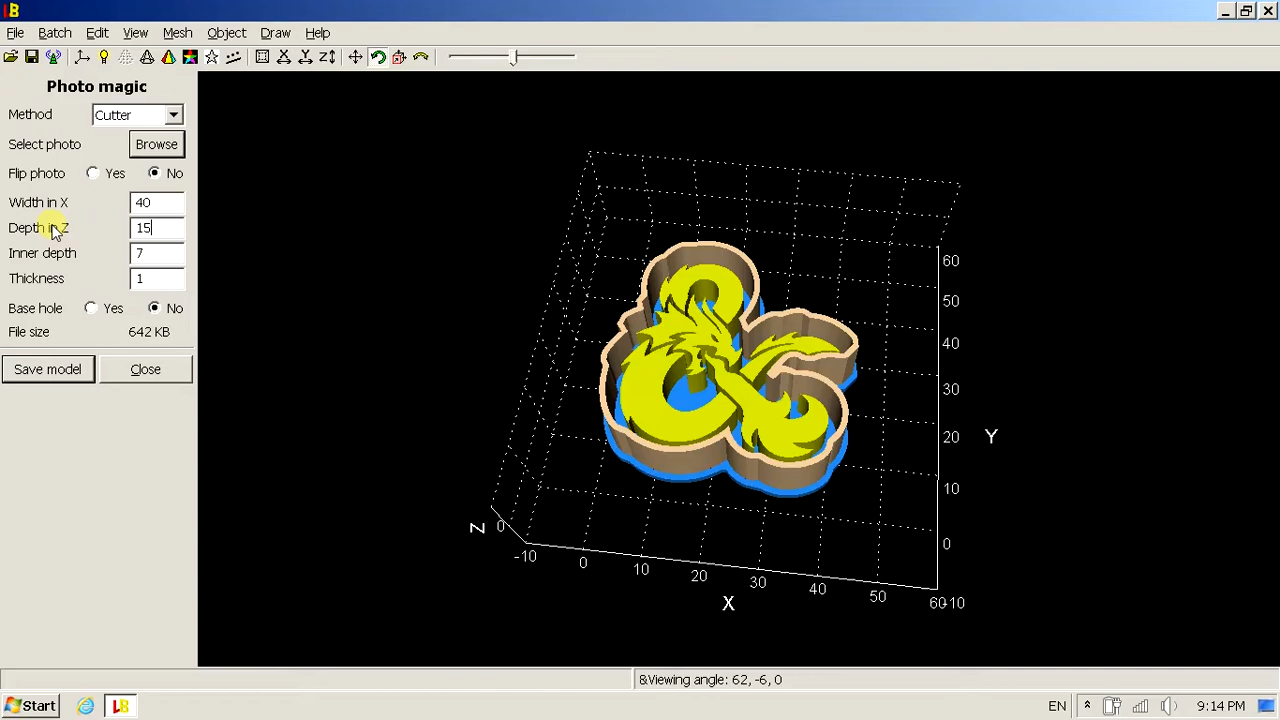 LB
File Batch Edit View Mesh Object Draw Help
X Y Z
Photo magic
Method Cutter
Select photo Browse
Flip photo Yes No
Width in X 40
Depth in Z 15
Inner depth 7
Thickness 1
Base hole Yes No
File size 642 KB
Save model Close
60
50
40
30
20
10
0
Y
Z 0
-10 0 10 20 30 40 50 60 -10
X
&Viewing angle: 62, -6, 0
Start LB EN 9:14 PM